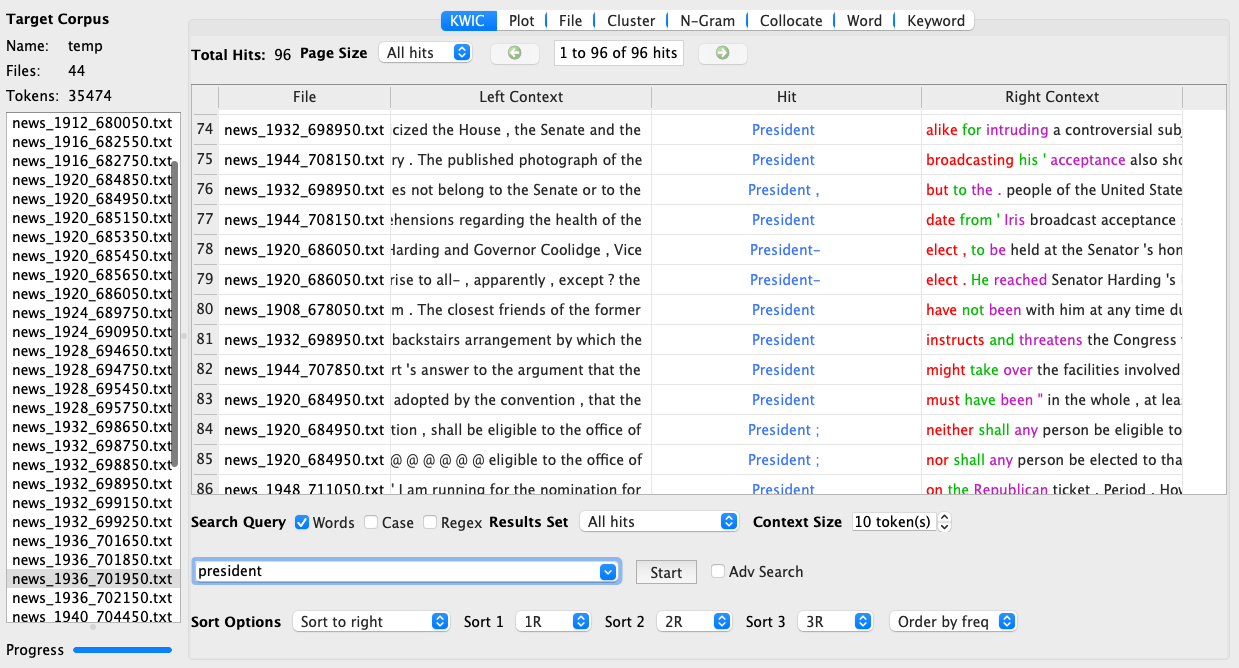 Target Corpus
Name: temp
Files: 44
Tokens: 35474
news_1912_680050.txt
news_1916_682550.txt
news_1916_682750.txt
news_1920_684850.txt
news_1920_684950.txt
news_1920_685150.txt
news_1920_685350.txt
news_1920_685450.txt
news_1920_685650.txt
news_1920_686050.txt
news_1924_689750.txt
news_1924_690950.txt
news_1928_694650.txt
news_1928_694750.txt
news_1928_695450.txt
news_1928_695750.txt
news_1932_698650.txt
news_1932_698750.txt
news_1932_698850.txt
news_1932_698950.txt
news_1932_699150.txt
news_1932_699250.txt
news_1936_701650.txt
news_1936_701850.txt
news_1936_701950.txt
news_1936_702150.txt
news_1940_704450.txt
Progress
KWIC Plot File Cluster N-Gram Collocate Word Keyword
Total Hits: 96 Page Size All hits 1 to 96 of 96 hits
File Left Context Hit Right Context
74 news_1932_698950.txt cized the House , the Senate and the President alike for intruding a controversial sub
75 news_1944_708150.txt ry . The published photograph of the President broadcasting his ' acceptance also sho
76 news_1932_698950.txt es not belong to the Senate or to the President , but to the . people of the United State
77 news_1944_708150.txt ehensions regarding the health of the President date from ' Iris broadcast acceptance
78 news_1920_686050.txt Harding and Governor Coolidge , Vice President- elect , to be held at the Senator 's hon
79 news_1920_686050.txt rise to all- , apparently , except ? the President- elect . He reached Senator Harding 's
80 news_1908_678050.txt m . The closest friends of the former President have not been with him at any time du
81 news_1932_698950.txt backstairs arrangement by which the President instructs and threatens the Congress
82 news_1944_707850.txt rt 's answer to the argument that the President might take over the facilities involved
83 news_1920_684950.txt adopted by the convention , that the President must have been " in the whole , at lea
84 news_1920_684950.txt tion , shall be eligible to the office of President ; neither shall any person be eligible to
85 news_1920_684950.txt @ @ @ @ @ @ eligible to the office of President ; nor shall any person be elected to tha
86 news_1948_711050.txt ' I am running for the nomination for President on the Republican ticket . Period . Hov
Search Query Words Case Regex Results Set All hits Context Size 10 token(s)
president Start Adv Search
Sort Options Sort to right Sort 1 1R Sort 2 2R Sort 3 3R Order by freq